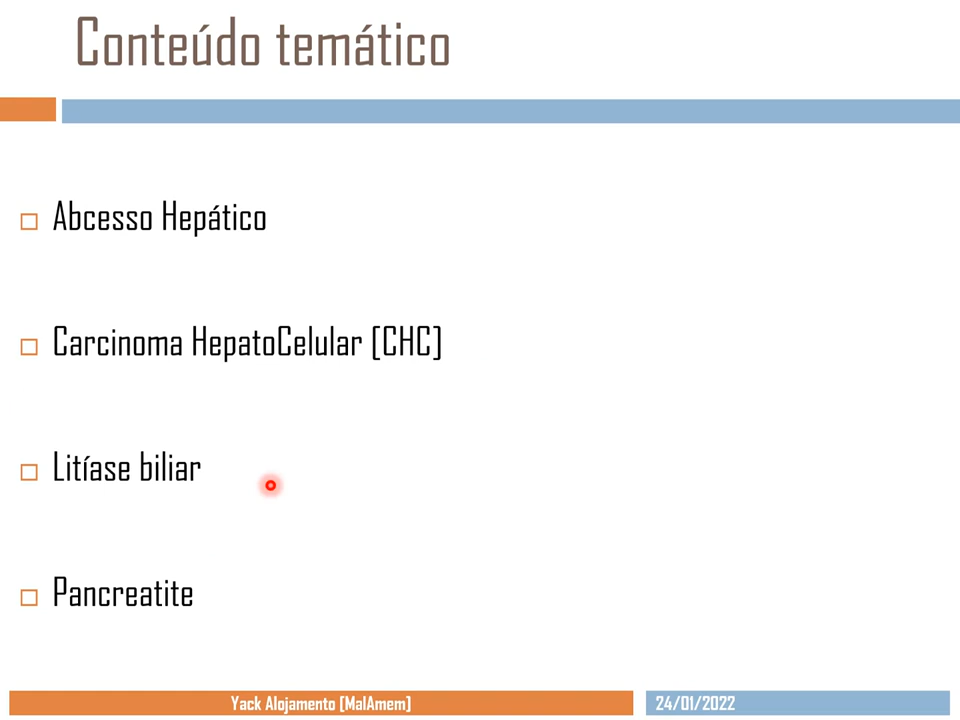 Conteúdo temático
Abcesso Hepático
Carcinoma HepatoCelular [CHC]
Litíase biliar
Pancreatite
Yack Alojamento [MalAmem]
24/01/2022